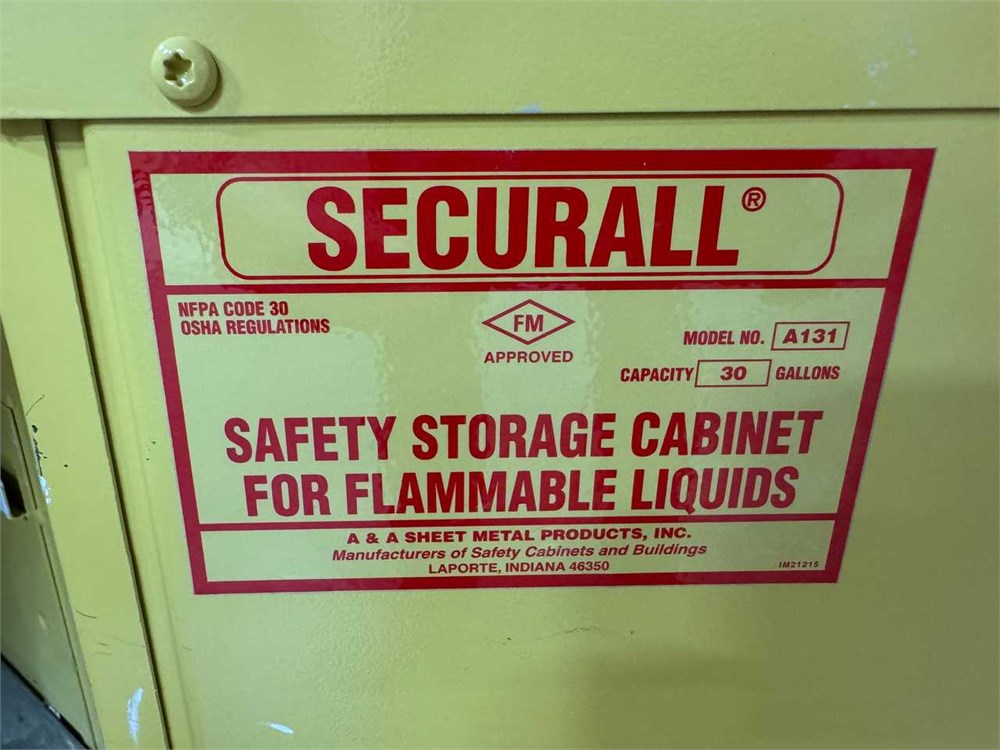 SECURALL®
NFPA CODE 30
OSHA REGULATIONS
FM
APPROVED
MODEL NO. A131
CAPACITY 30 GALLONS
SAFETY STORAGE CABINET
FOR FLAMMABLE LIQUIDS
A & A SHEET METAL PRODUCTS, INC.
Manufacturers of Safety Cabinets and Buildings
LAPORTE, INDIANA 46350
IM21215